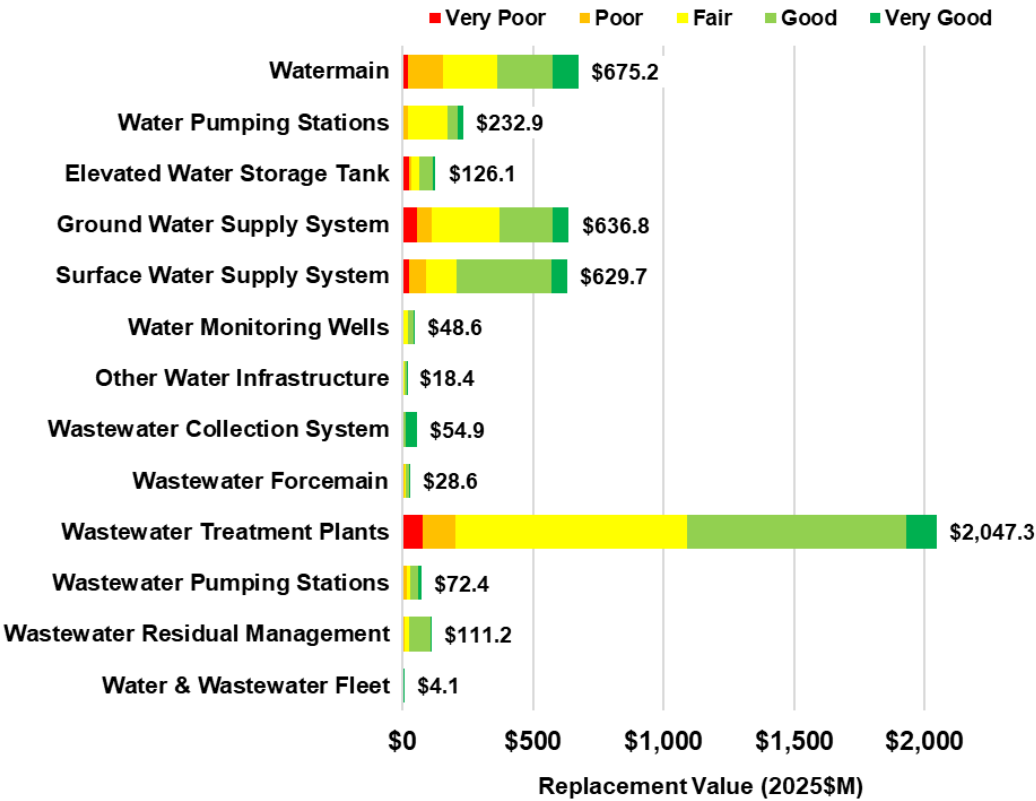 Very Poor Poor Fair Good Very Good
Watermain $675.2
Water Pumping Stations $232.9
Elevated Water Storage Tank $126.1
Ground Water Supply System $636.8
Surface Water Supply System $629.7
Water Monitoring Wells $48.6
Other Water Infrastructure $18.4
Wastewater Collection System $54.9
Wastewater Forcemain $28.6
Wastewater Treatment Plants $2,047.3
Wastewater Pumping Stations $72.4
Wastewater Residual Management $111.2
Water & Wastewater Fleet $4.1
$0 $500 $1,000 $1,500 $2,000
Replacement Value (2025$M)